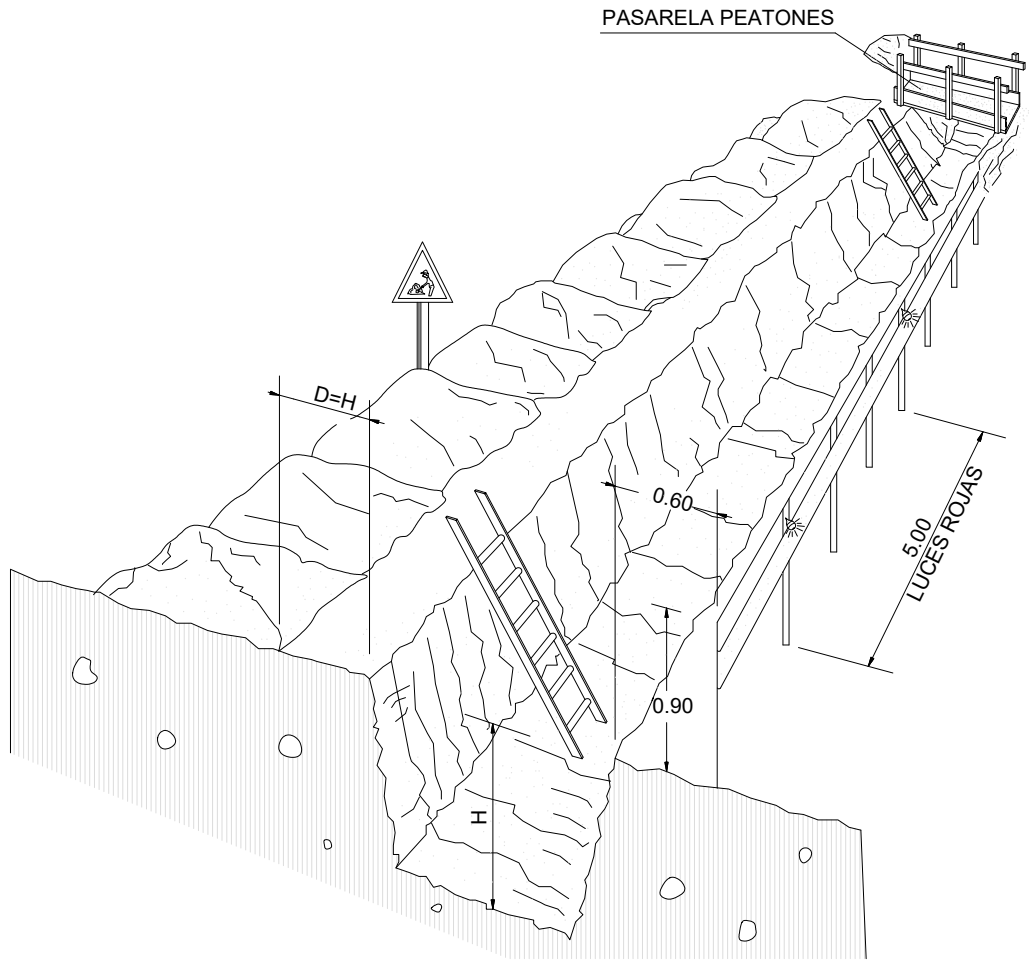 PASARELA PEATONES
D=H
0.60
5.00
LUCES ROJAS
0.90
H